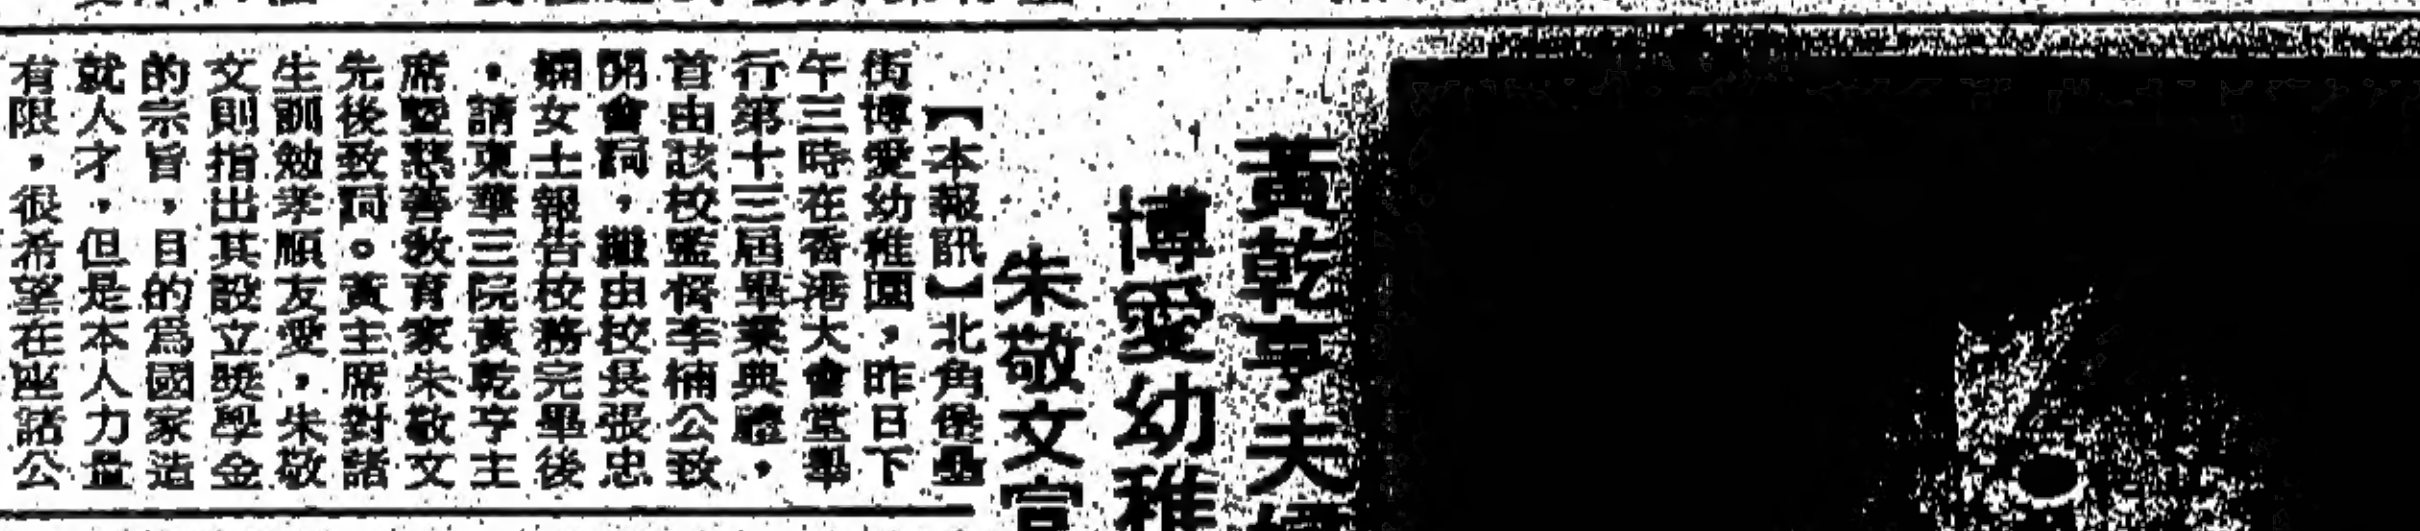 黃乾亨夫
博愛幼稚
朱敬文
【本報訊】北角堡壘
街博愛幼稚園，昨日下
午三時在香港大會堂舉
行第十三屆畢業典禮，
首由該校監督李楠公致
開會詞，繼由校長張忠
嫻女士報告校務完畢後
，請東華三院黃乾亨主
席暨慈善教育家朱敬文
先後致詞。黃主席對諸
生訓勉孝順友愛，朱敬
文則指出其設立獎學金
的宗旨，目的為國家造
就人才，但是本人力量
有限，很希望在座諸公